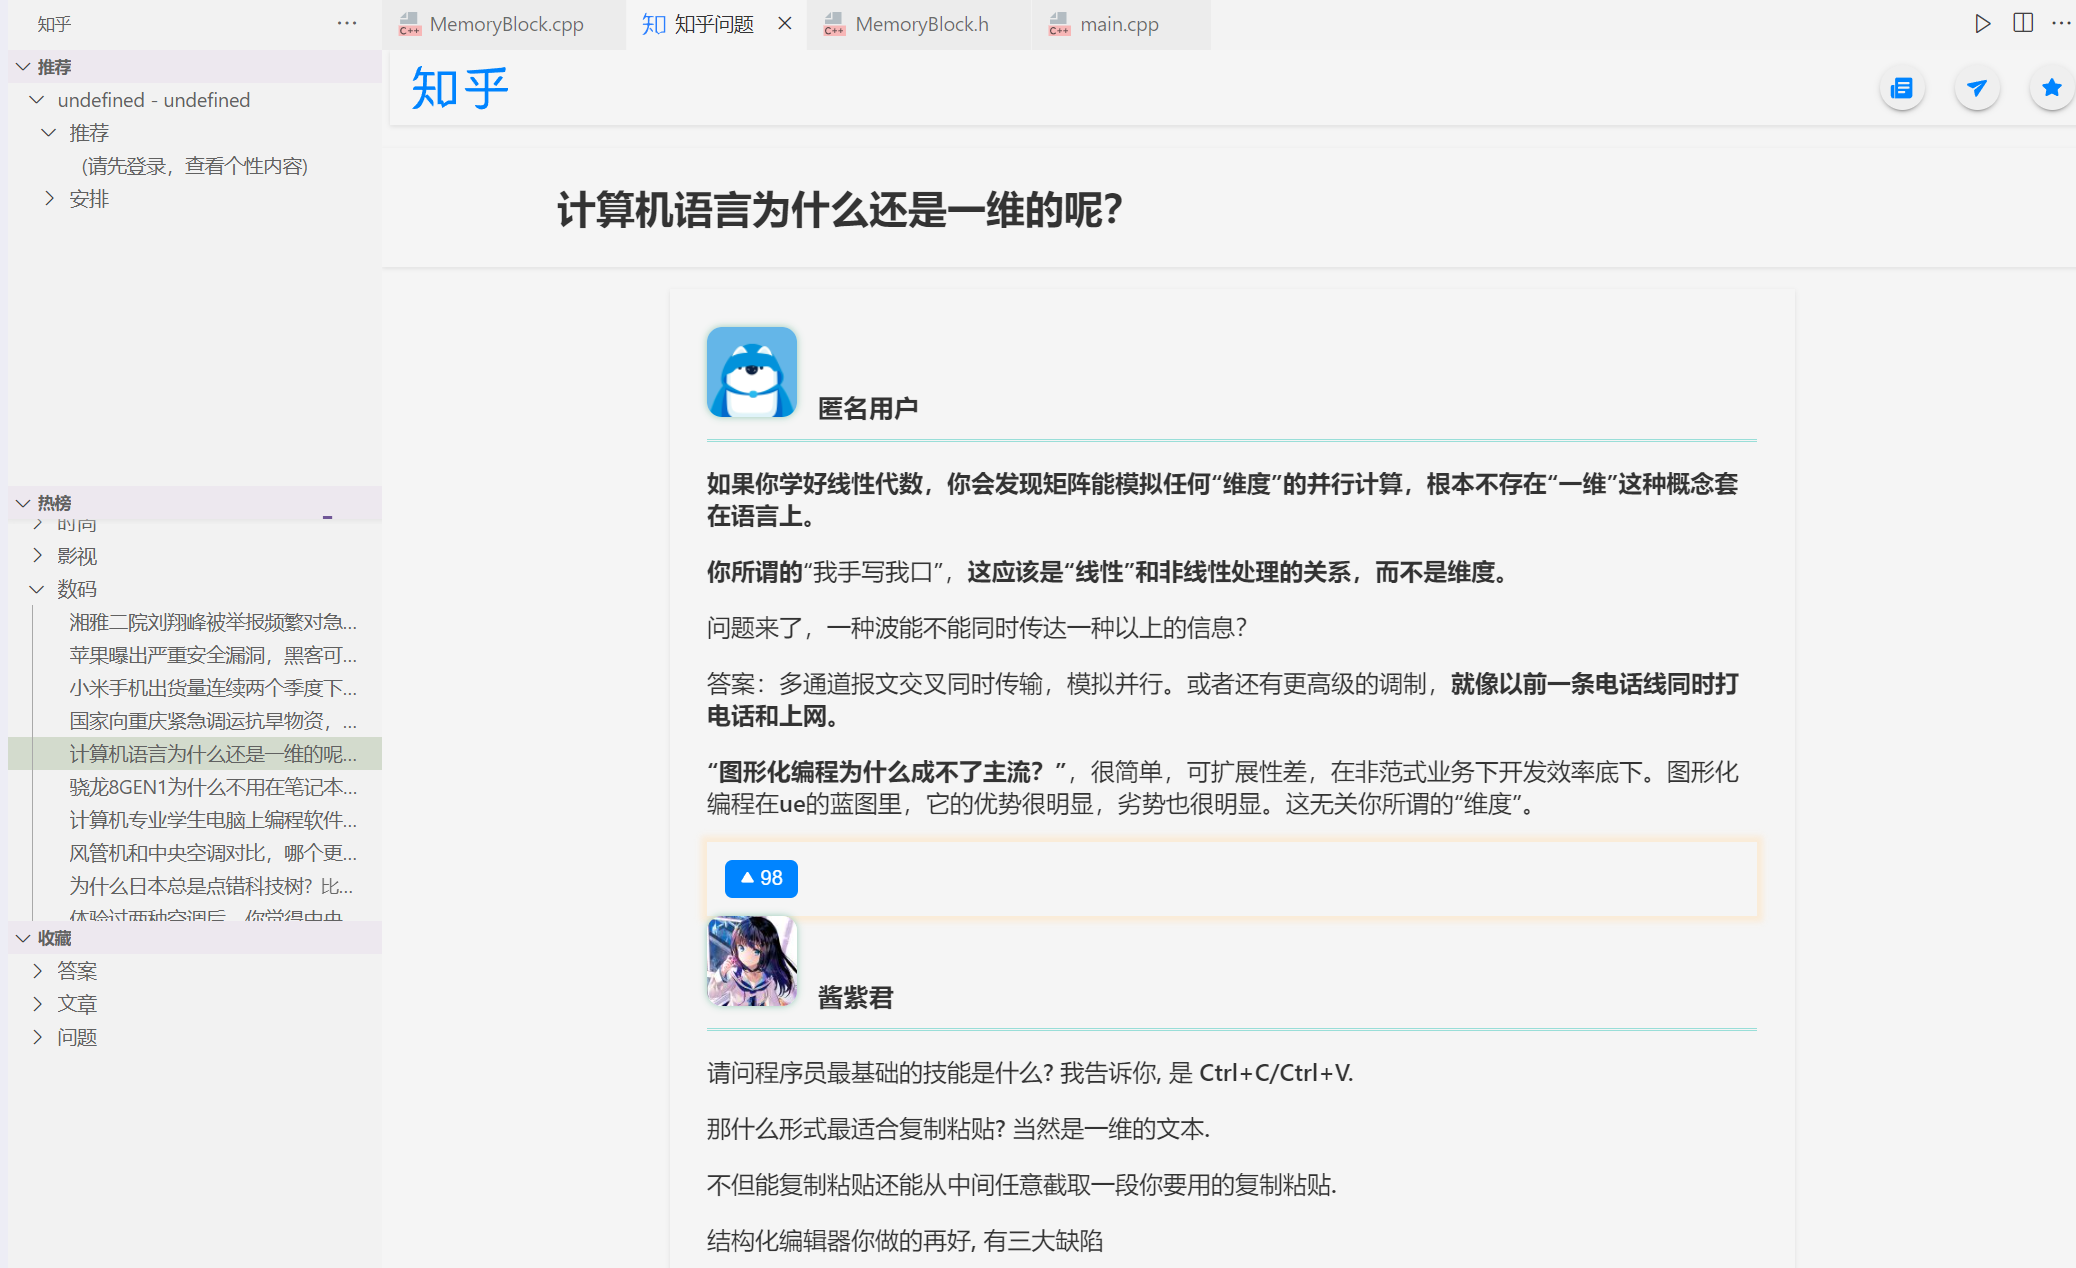 知乎
MemoryBlock.cpp
知乎问题
MemoryBlock.h
main.cpp
推荐
undefined - undefined
推荐
(请先登录，查看个性内容)
安排
热榜
时尚
影视
数码
湘雅二院刘翔峰被举报频繁对急...
苹果曝出严重安全漏洞，黑客可...
小米手机出货量连续两个季度下...
国家向重庆紧急调运抗旱物资，...
计算机语言为什么还是一维的呢...
骁龙8GEN1为什么不用在笔记本...
计算机专业学生电脑上编程软件...
风管机和中央空调对比，哪个更...
为什么日本总是点错科技树？比...
体验过两种空调后，你觉得中央...
收藏
答案
文章
问题
知乎
计算机语言为什么还是一维的呢？
匿名用户
如果你学好线性代数，你会发现矩阵能模拟任何“维度”的并行计算，根本不存在“一维”这种概念套
在语言上。
你所谓的“我手写我口”，这应该是“线性”和非线性处理的关系，而不是维度。
问题来了，一种波能不能同时传达一种以上的信息？
答案：多通道报文交叉同时传输，模拟并行。或者还有更高级的调制，就像以前一条电话线同时打
电话和上网。
“图形化编程为什么成不了主流？”，很简单，可扩展性差，在非范式业务下开发效率底下。图形化
编程在ue的蓝图里，它的优势很明显，劣势也很明显。这无关你所谓的“维度”。
▲ 98
酱紫君
请问程序员最基础的技能是什么? 我告诉你, 是 Ctrl+C/Ctrl+V.
那什么形式最适合复制粘贴? 当然是一维的文本.
不但能复制粘贴还能从中间任意截取一段你要用的复制粘贴.
结构化编辑器你做的再好, 有三大缺陷